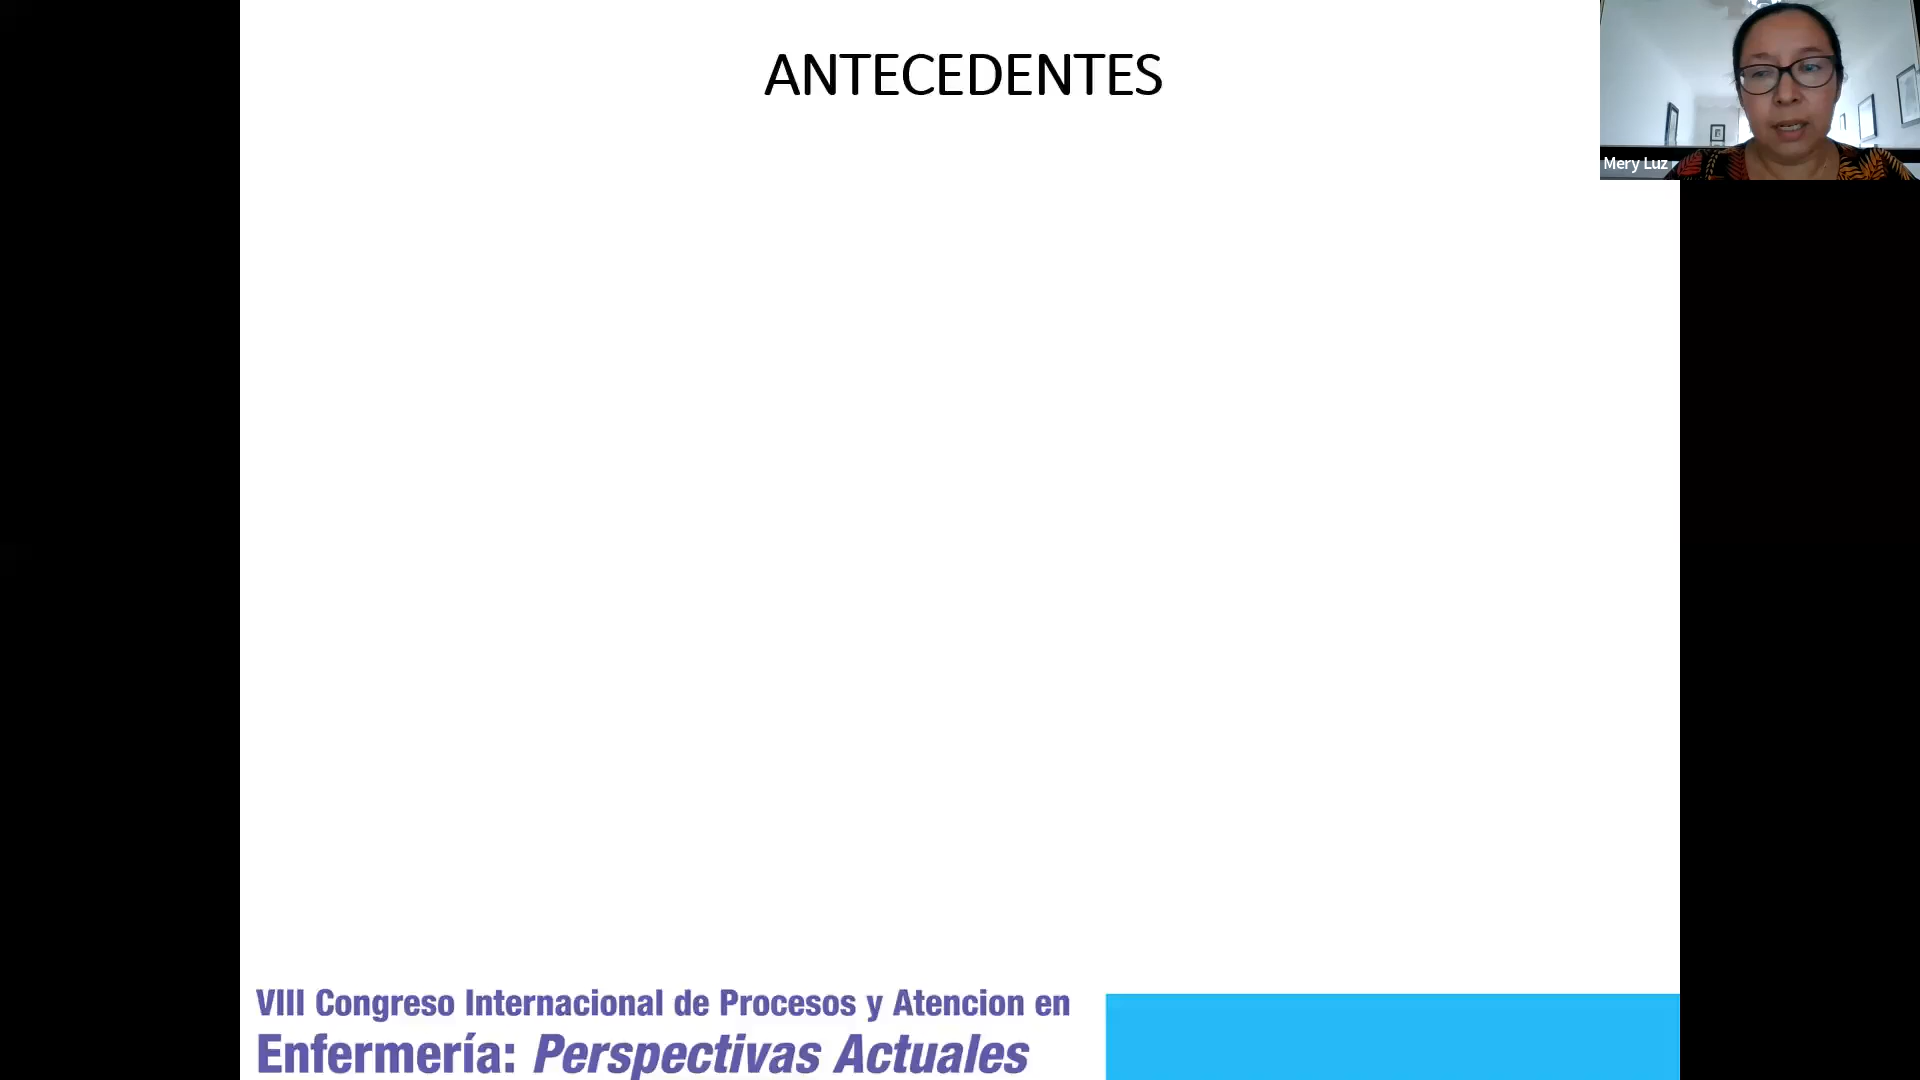 ANTECEDENTES
Mery Luz
VIII Congreso Internacional de Procesos y Atencion en
Enfermería: Perspectivas Actuales